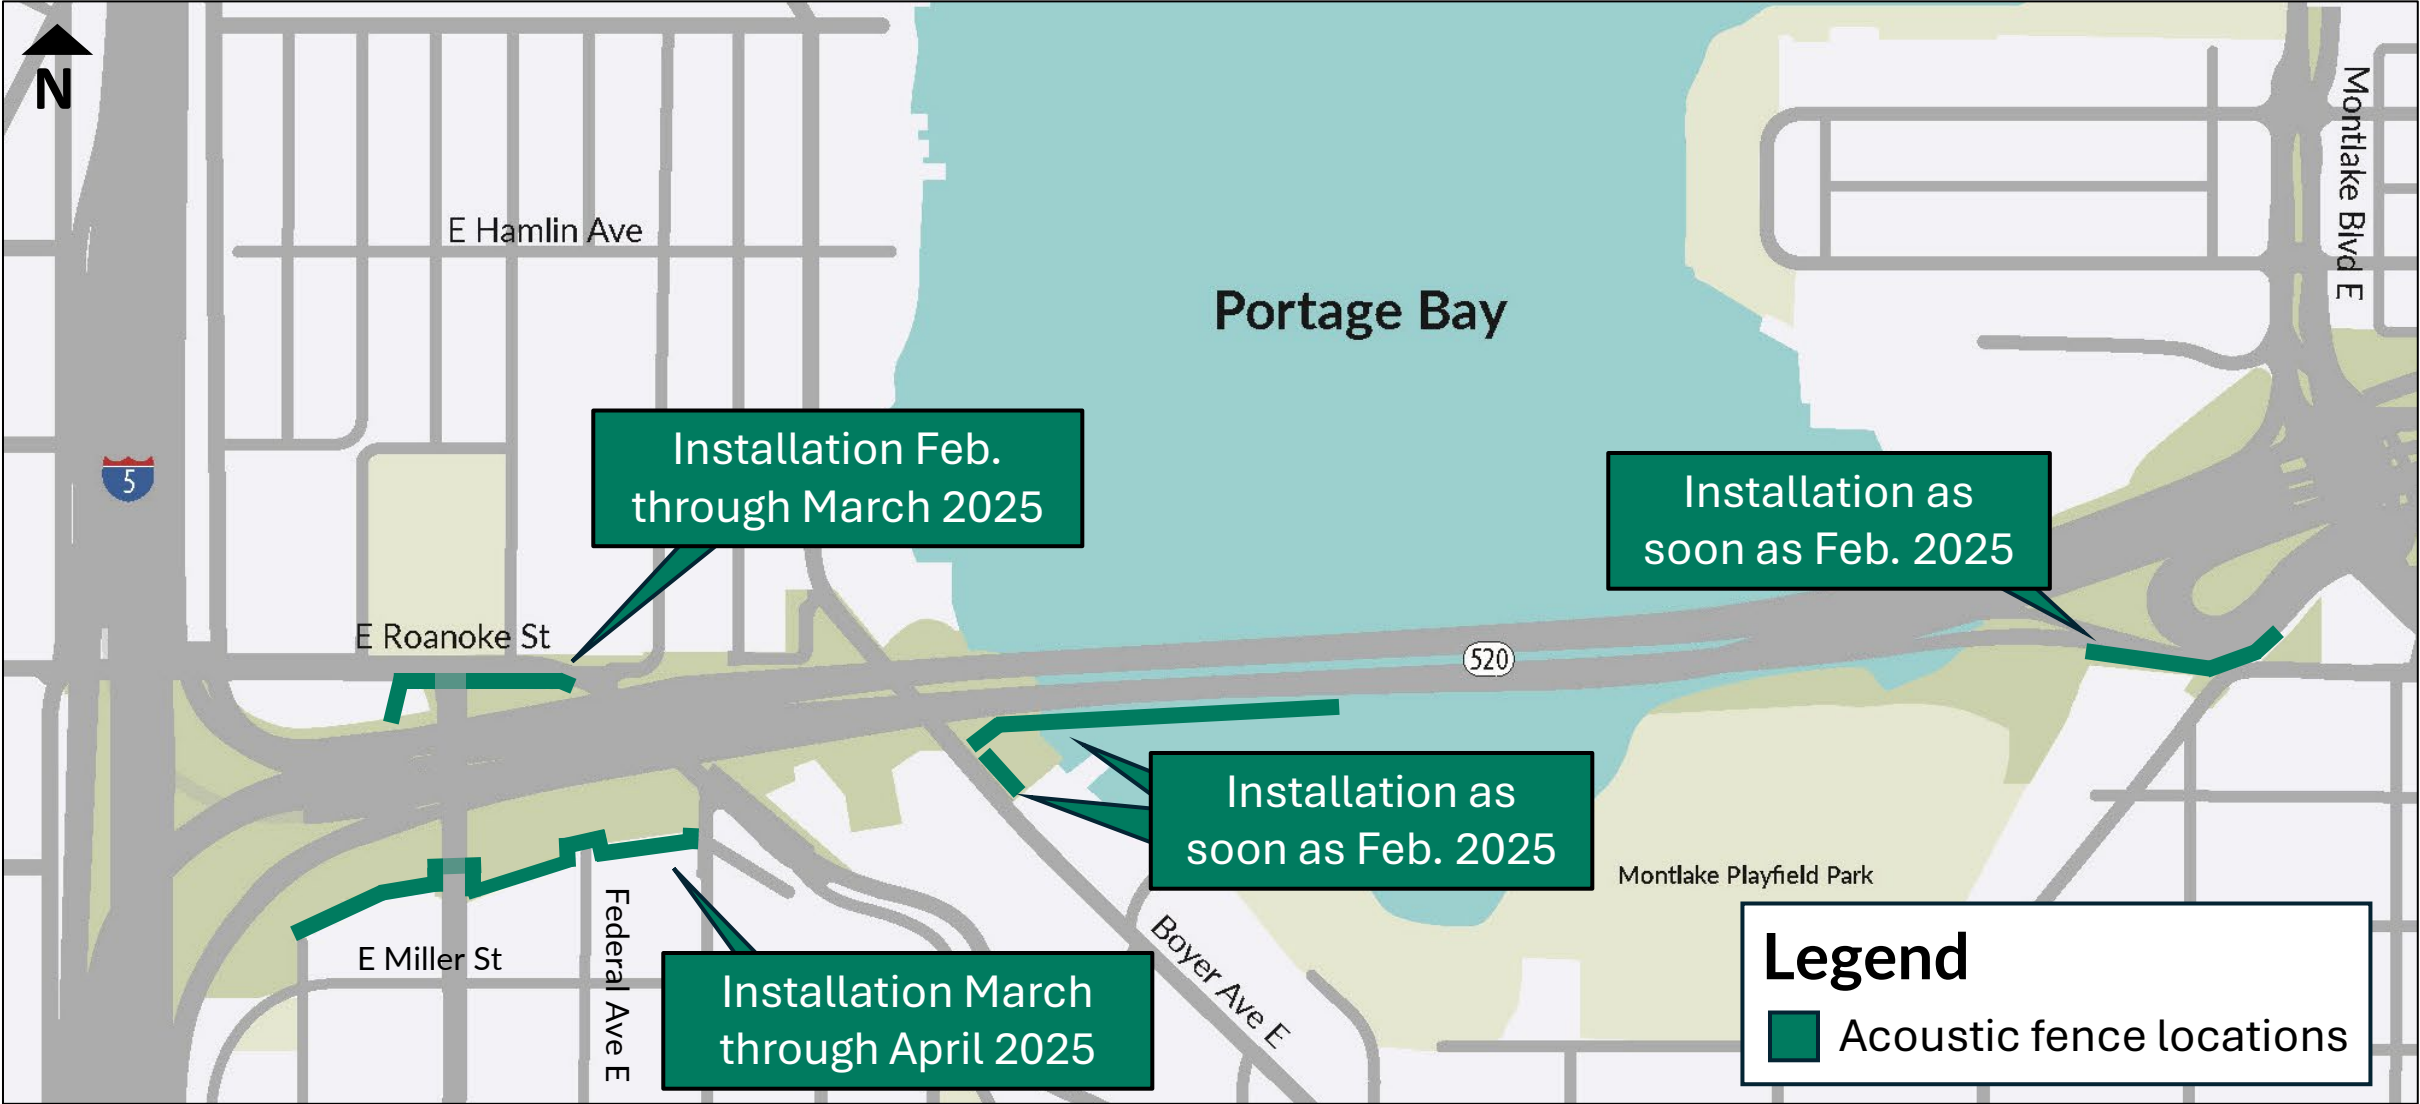 N
Montlake Blvd E
E Hamlin Ave
Portage Bay
Installation Feb.
through March 2025
5
Installation as
soon as Feb. 2025
E Roanoke St
520
Installation as
soon as Feb. 2025
Montlake Playfield Park
Federal Ave E
E Miller St
Boyer Ave E
Installation March
through April 2025
Legend
Acoustic fence locations